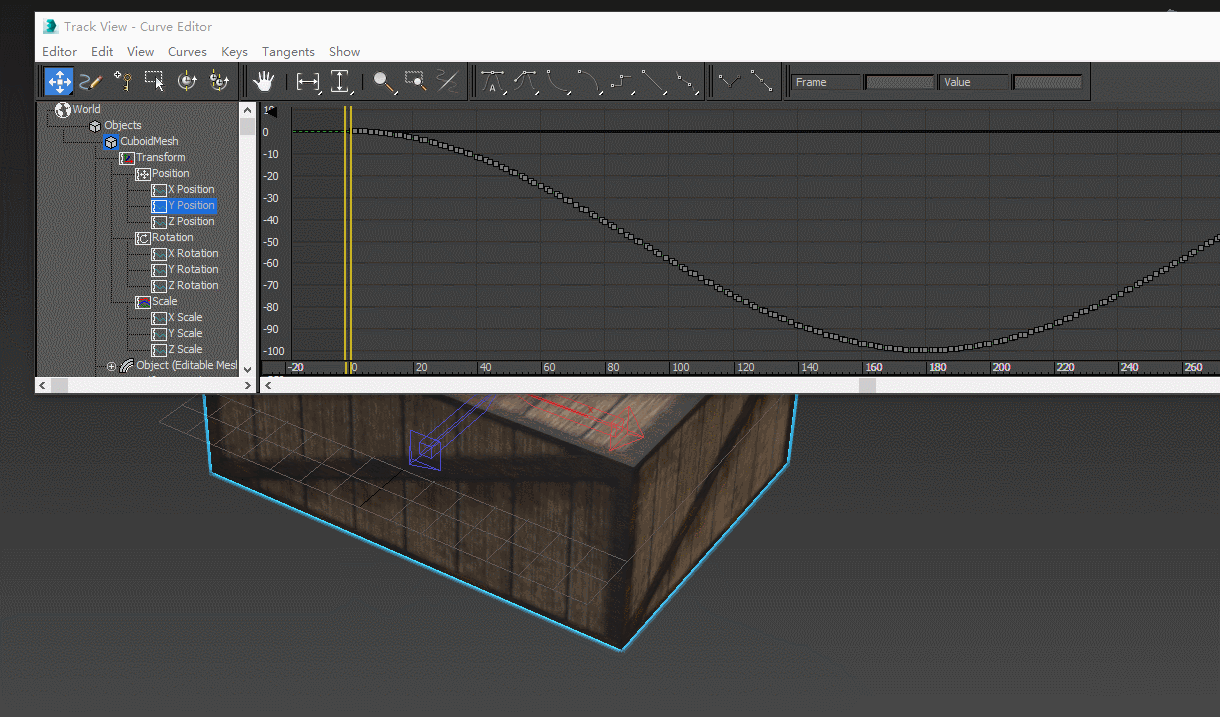 Track View - Curve Editor
Editor Edit View Curves Keys Tangents Show
Frame Value
World
Objects
CuboidMesh
Transform
Position
X Position
Y Position
Z Position
Rotation
X Rotation
Y Rotation
Z Rotation
Scale
X Scale
Y Scale
Z Scale
Object (Editable Mesl
0
-10
-20
-30
-40
-50
-60
-70
-80
-90
-100
-20 0 20 40 60 80 100 120 140 160 180 200 220 240 260